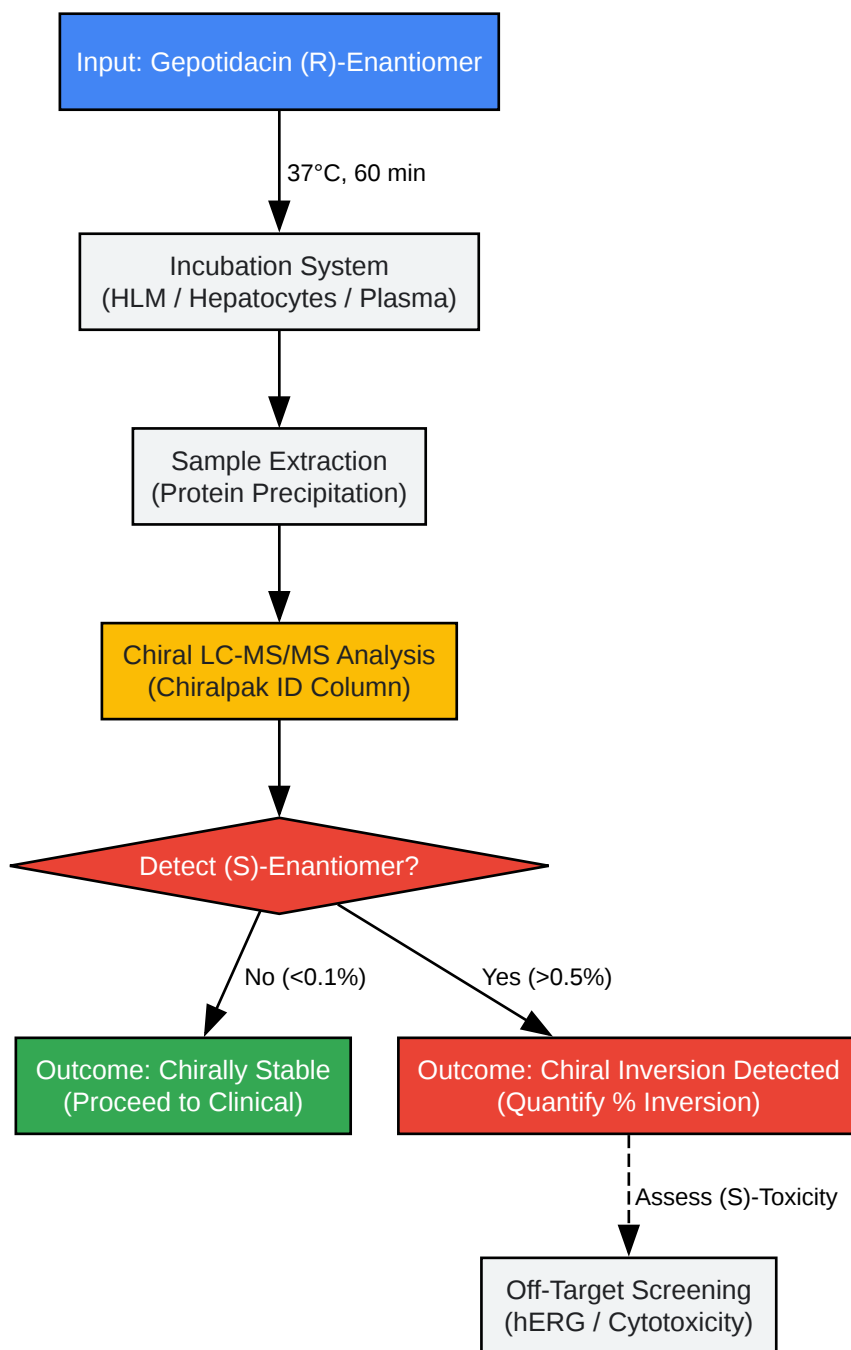 Input: Gepotidacin (R)-Enantiomer
37°C, 60 min
Incubation System
(HLM / Hepatocytes / Plasma)
Sample Extraction
(Protein Precipitation)
Chiral LC-MS/MS Analysis
(Chiralpak ID Column)
Detect (S)-Enantiomer?
No (<0.1%)
Yes (>0.5%)
Outcome: Chirally Stable
(Proceed to Clinical)
Outcome: Chiral Inversion Detected
(Quantify % Inversion)
Assess (S)-Toxicity
Off-Target Screening
(hERG / Cytotoxicity)